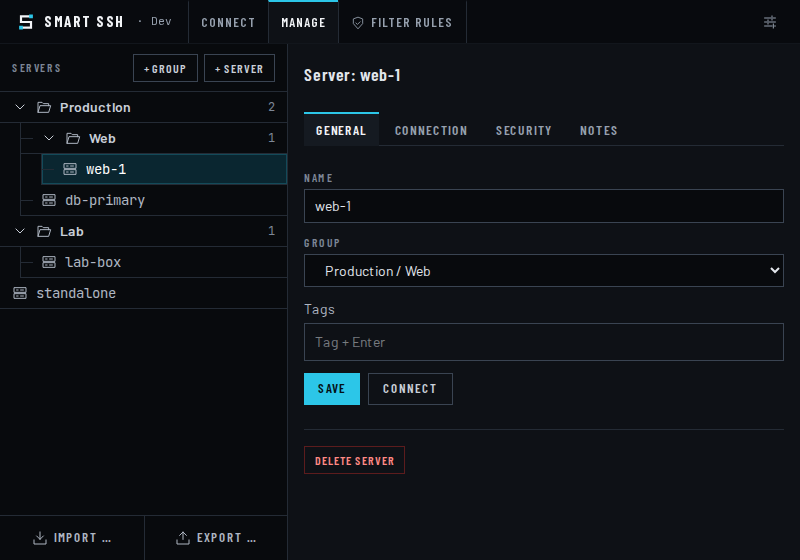 SMART SSH · Dev CONNECT MANAGE FILTER RULES
SERVERS + GROUP + SERVER
Production 2
Web 1
web-1
db-primary
Lab 1
lab-box
standalone
IMPORT ... EXPORT ...
Server: web-1
GENERAL CONNECTION SECURITY NOTES
NAME
web-1
GROUP
Production / Web
Tags
Tag + Enter
SAVE CONNECT
DELETE SERVER